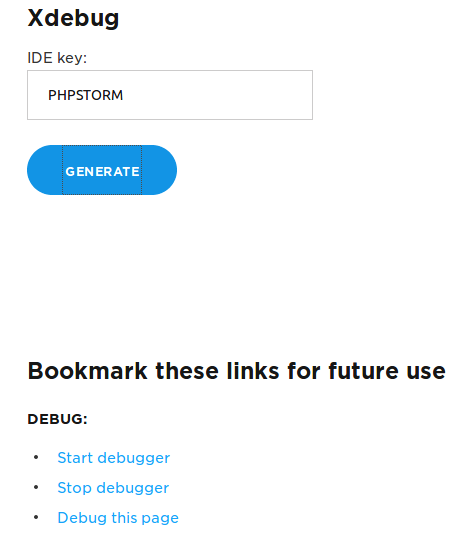 Xdebug
IDE key:
PHPSTORM
GENERATE
Bookmark these links for future use
DEBUG:
• Start debugger
• Stop debugger
• Debug this page